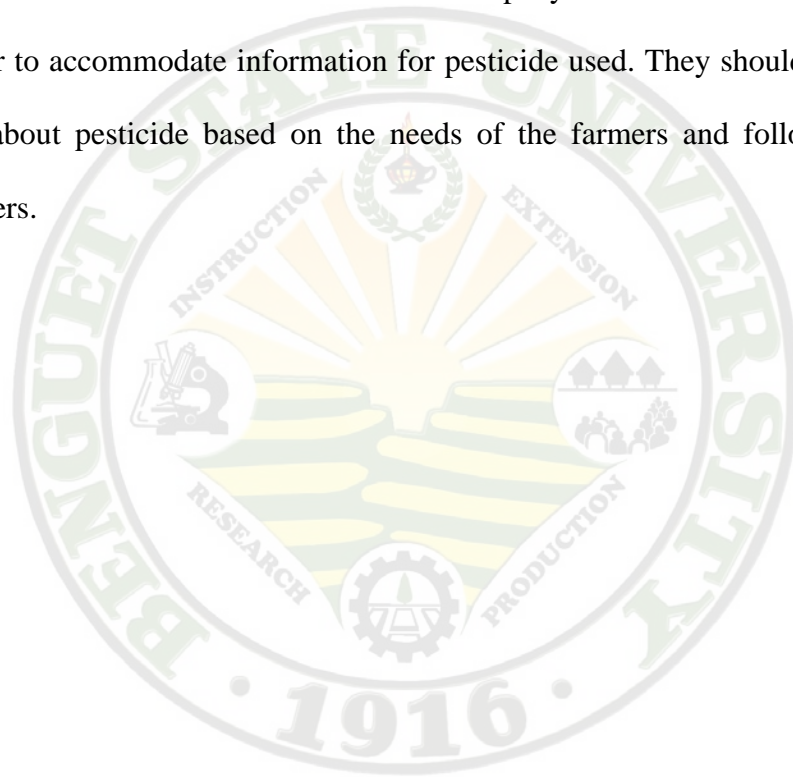 r to accommodate information for pesticide used. They should
about pesticide based on the needs of the farmers and follo
ers.
BENGUET STATE UNIVERSITY
INSTRUCTION
EXTENSION
RESEARCH
PRODUCTION
· 1916 ·